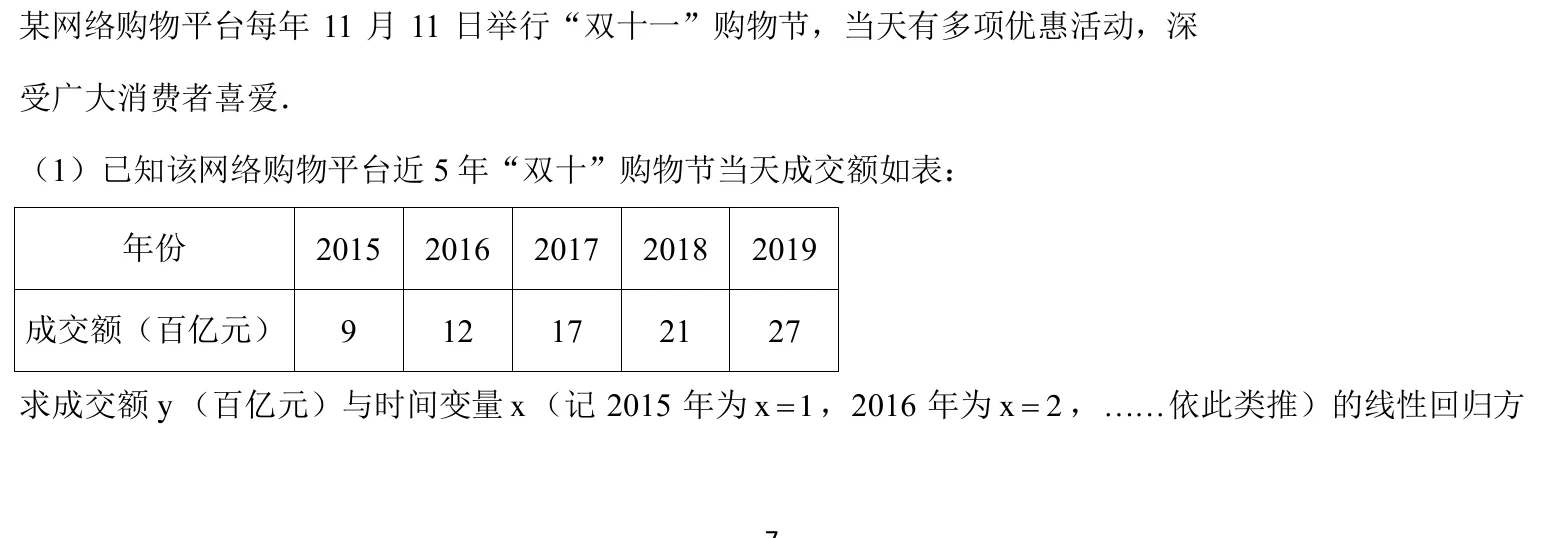 某网络购物平台每年 11 月 11 日举行“双十一”购物节，当天有多项优惠活动，深
受广大消费者喜爱．
（1）已知该网络购物平台近 5 年“双十”购物节当天成交额如表：
年份 2015 2016 2017 2018 2019
成交额（百亿元） 9 12 17 21 27
求成交额 y（百亿元）与时间变量 x（记 2015 年为 x=1，2016 年为 x=2，……依此类推）的线性回归方
7